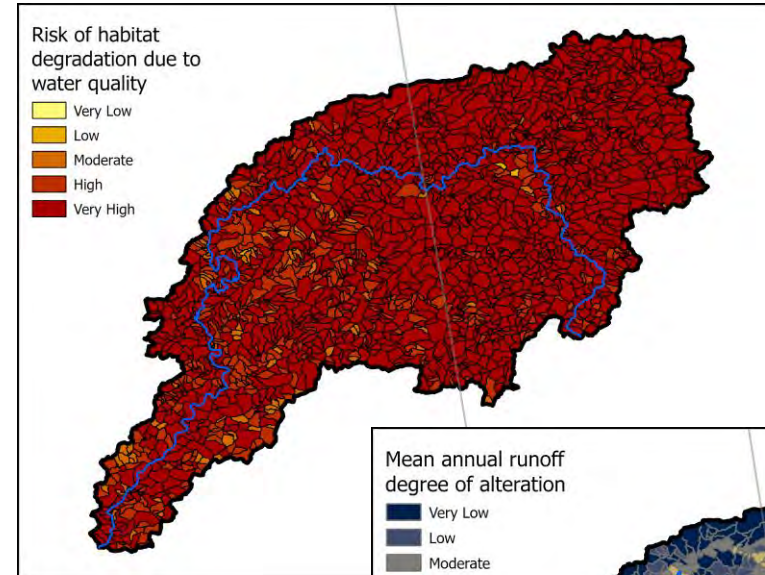 Risk of habitat
degradation due to
water quality
Very Low
Low
Moderate
High
Very High
Mean annual runoff
degree of alteration
Very Low
Low
Moderate